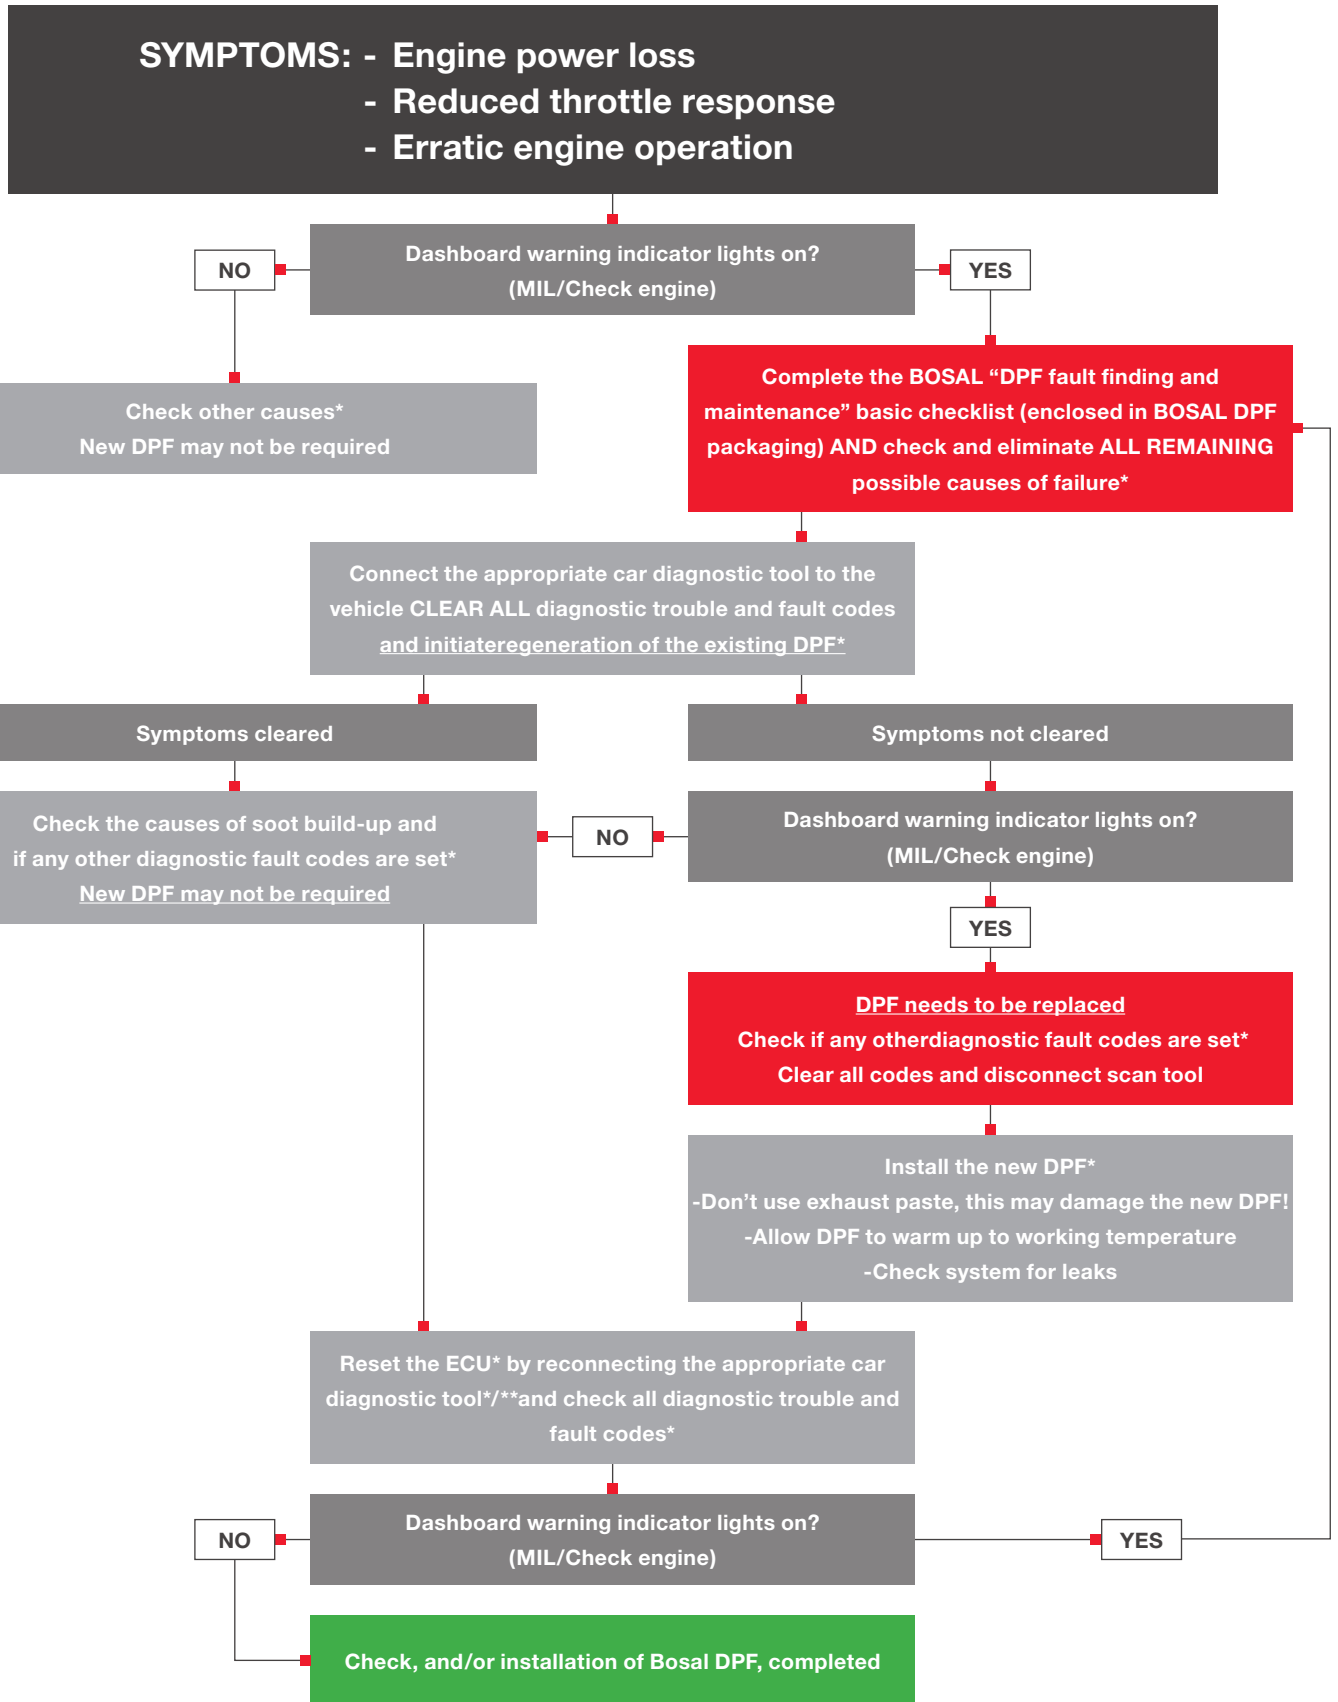 SYMPTOMS: - Engine power loss
- Reduced throttle response
- Erratic engine operation
Dashboard warning indicator lights on?
(MIL/Check engine)
NO
YES
Check other causes*
New DPF may not be required
Complete the BOSAL “DPF fault finding and
maintenance” basic checklist (enclosed in BOSAL DPF
packaging) AND check and eliminate ALL REMAINING
possible causes of failure*
Connect the appropriate car diagnostic tool to the
vehicle CLEAR ALL diagnostic trouble and fault codes
and initiateregeneration of the existing DPF*
Symptoms cleared
Symptoms not cleared
Check the causes of soot build-up and
if any other diagnostic fault codes are set*
New DPF may not be required
NO
Dashboard warning indicator lights on?
(MIL/Check engine)
YES
DPF needs to be replaced
Check if any otherdiagnostic fault codes are set*
Clear all codes and disconnect scan tool
Install the new DPF*
-Don’t use exhaust paste, this may damage the new DPF!
-Allow DPF to warm up to working temperature
-Check system for leaks
Reset the ECU* by reconnecting the appropriate car
diagnostic tool*/**and check all diagnostic trouble and
fault codes*
Dashboard warning indicator lights on?
(MIL/Check engine)
NO
YES
Check, and/or installation of Bosal DPF, completed